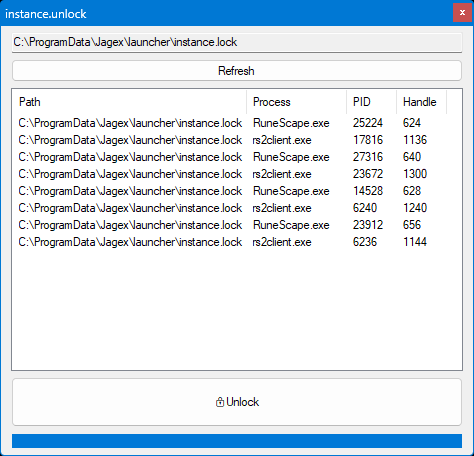 instance.unlock
C:\ProgramData\Jagex\launcher\instance.lock
Refresh
Path Process PID Handle
C:\ProgramData\Jagex\launcher\instance.lock RuneScape.exe 25224 624
C:\ProgramData\Jagex\launcher\instance.lock rs2client.exe 17816 1136
C:\ProgramData\Jagex\launcher\instance.lock RuneScape.exe 27316 640
C:\ProgramData\Jagex\launcher\instance.lock rs2client.exe 23672 1300
C:\ProgramData\Jagex\launcher\instance.lock RuneScape.exe 14528 628
C:\ProgramData\Jagex\launcher\instance.lock rs2client.exe 6240 1240
C:\ProgramData\Jagex\launcher\instance.lock RuneScape.exe 23912 656
C:\ProgramData\Jagex\launcher\instance.lock rs2client.exe 6236 1144
Unlock